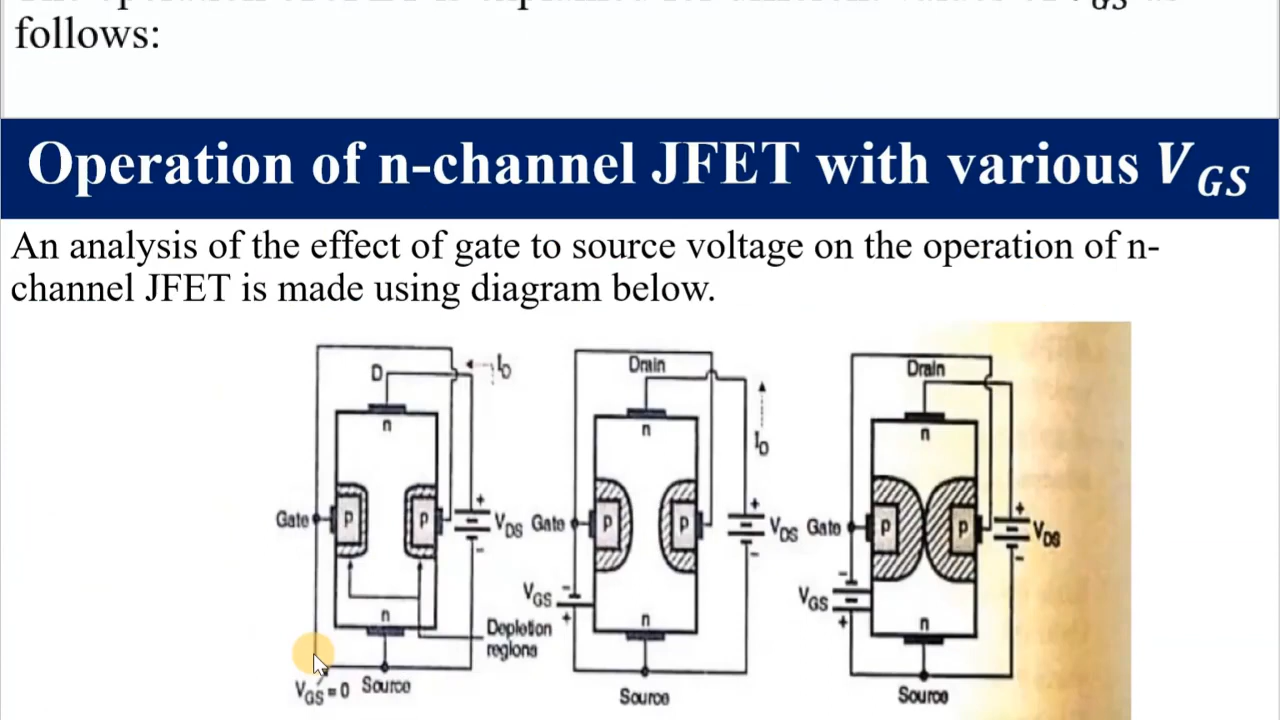 follows:
Operation of n-channel JFET with various V_GS
An analysis of the effect of gate to source voltage on the operation of n-
channel JFET is made using diagram below.
D I_D
n
Gate P P V_DS
n
Depletion
regions
V_GS = 0 Source
Drain
n
I_D
Gate P P V_DS
V_GS
n
Source
Drain
n
Gate P P V_DS
V_GS
n
Source